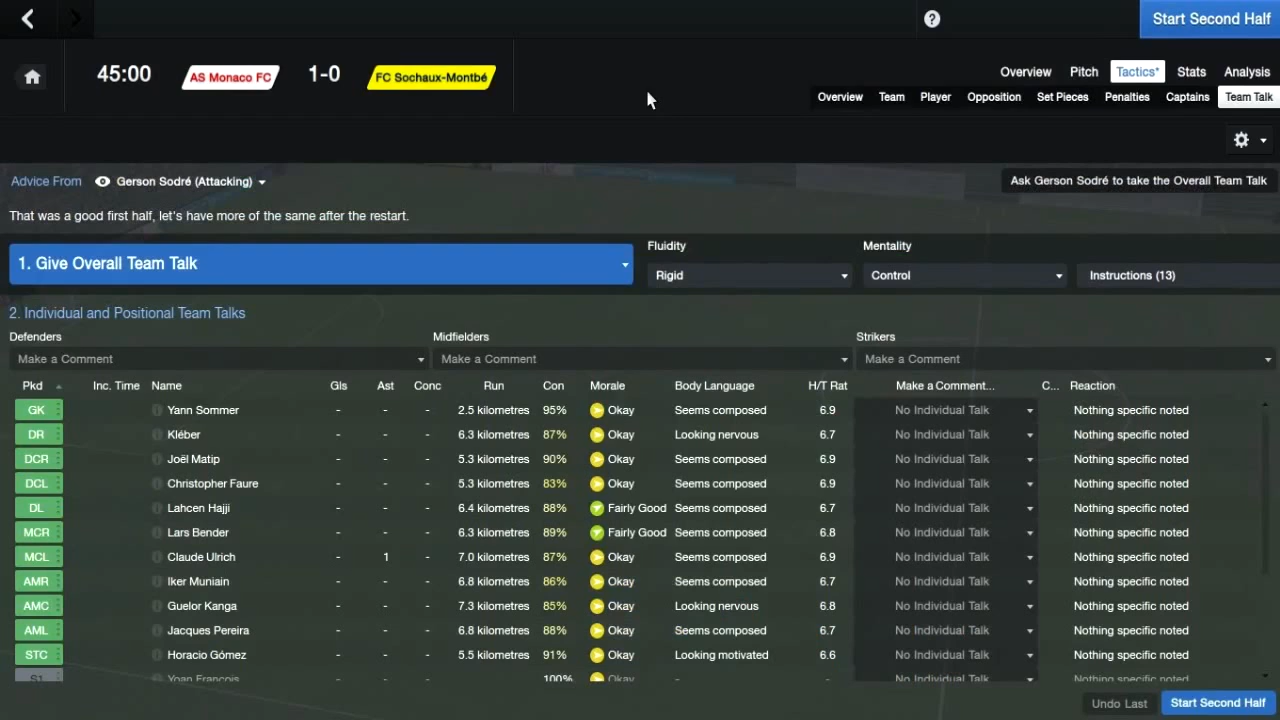 Start Second Half
45:00 AS Monaco FC 1-0 FC Sochaux-Montbé
Overview Pitch Tactics* Stats Analysis
Overview Team Player Opposition Set Pieces Penalties Captains Team Talk
Advice From Gerson Sodré (Attacking) Ask Gerson Sodré to take the Overall Team Talk
That was a good first half, let's have more of the same after the restart.
Fluidity Mentality
1. Give Overall Team Talk Rigid Control Instructions (13)
2. Individual and Positional Team Talks
Defenders Midfielders Strikers
Make a Comment Make a Comment Make a Comment
Pkd Inc. Time Name Gls Ast Conc Run Con Morale Body Language H/T Rat Make a Comment... C... Reaction
GK Yann Sommer - - - 2.5 kilometres 95% Okay Seems composed 6.9 No Individual Talk Nothing specific noted
DR Kléber - - - 6.3 kilometres 87% Okay Looking nervous 6.7 No Individual Talk Nothing specific noted
DCR Joël Matip - - - 5.3 kilometres 90% Okay Seems composed 6.9 No Individual Talk Nothing specific noted
DCL Christopher Faure - - - 5.3 kilometres 83% Okay Seems composed 6.9 No Individual Talk Nothing specific noted
DL Lahcen Hajji - - - 6.4 kilometres 88% Fairly Good Seems composed 6.7 No Individual Talk Nothing specific noted
MCR Lars Bender - - - 6.3 kilometres 89% Fairly Good Seems composed 6.8 No Individual Talk Nothing specific noted
MCL Claude Ulrich - 1 - 7.0 kilometres 87% Okay Seems composed 6.9 No Individual Talk Nothing specific noted
AMR Iker Muniain - - - 6.8 kilometres 86% Okay Seems composed 6.7 No Individual Talk Nothing specific noted
AMC Guelor Kanga - - - 7.3 kilometres 85% Okay Looking nervous 6.8 No Individual Talk Nothing specific noted
AML Jacques Pereira - - - 6.8 kilometres 88% Okay Seems composed 6.7 No Individual Talk Nothing specific noted
STC Horacio Gómez - - - 5.5 kilometres 91% Okay Looking motivated 6.6 No Individual Talk Nothing specific noted
S1 Yoan François - - - 100% Okay - - No Individual Talk Nothing specific noted
Undo Last Start Second Half